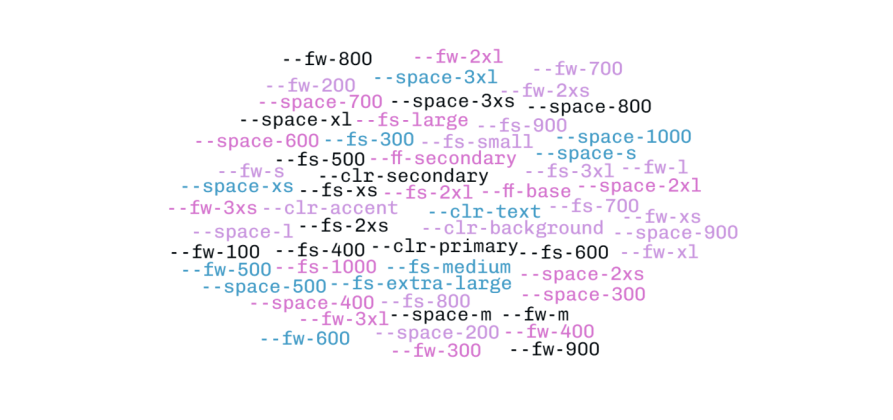 --fw-800 --fw-2xl
--fw-700
--space-3xl
--fw-200 --fw-2xs
--space-700 --space-3xs --space-800
--space-xl --fs-large --fs-900
--space-600 --fs-300 --fs-small --space-1000
--fs-500 --ff-secondary --space-s
--fw-s --clr-secondary --fs-3xl --fw-l
--space-xs --fs-xs --fs-2xl --ff-base --space-2xl
--fw-3xs --clr-accent --clr-text --fs-700 --fw-xs
--space-l --fs-2xs --clr-background --space-900
--fw-100 --fs-400 --clr-primary --fs-600 --fw-xl
--fw-500 --fs-1000 --fs-medium --space-2xs
--space-500 --fs-extra-large
--space-400 --fs-800 --space-300
--fw-3xl --space-m --fw-m
--fw-600 --space-200 --fw-400
--fw-300 --fw-900